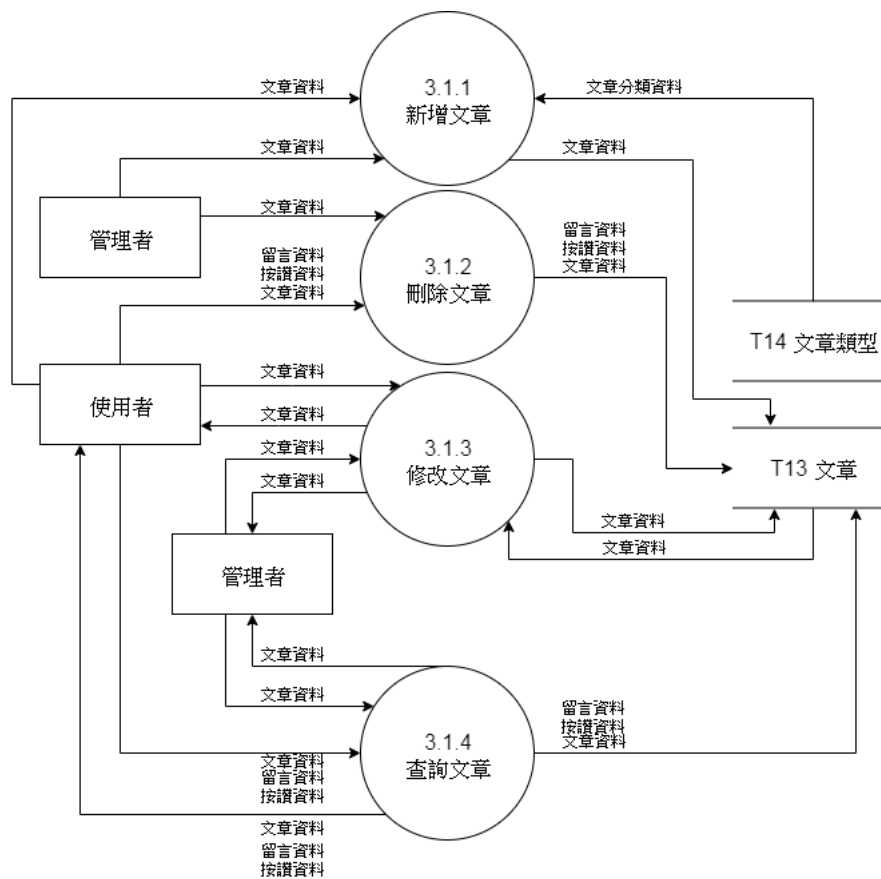 3.1.1
新增文章
文章資料
文章分類資料
文章資料
文章資料
管理者
文章資料
3.1.2
刪除文章
留言資料
按讚資料
文章資料
留言資料
按讚資料
文章資料
T14 文章類型
使用者
文章資料
文章資料
3.1.3
修改文章
文章資料
文章資料
T13 文章
文章資料
文章資料
管理者
文章資料
文章資料
3.1.4
查詢文章
留言資料
按讚資料
文章資料
文章資料
留言資料
按讚資料
文章資料
留言資料
按讚資料